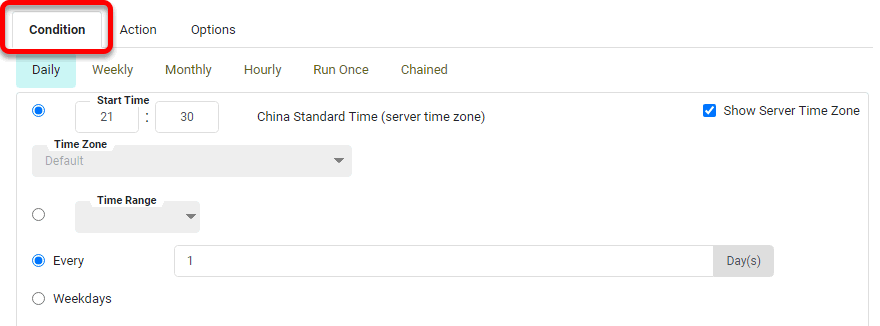 Condition Action Options
Daily Weekly Monthly Hourly Run Once Chained
Start Time
21 : 30 China Standard Time (server time zone) Show Server Time Zone
Time Zone
Default
Time Range
Every 1 Day(s)
Weekdays